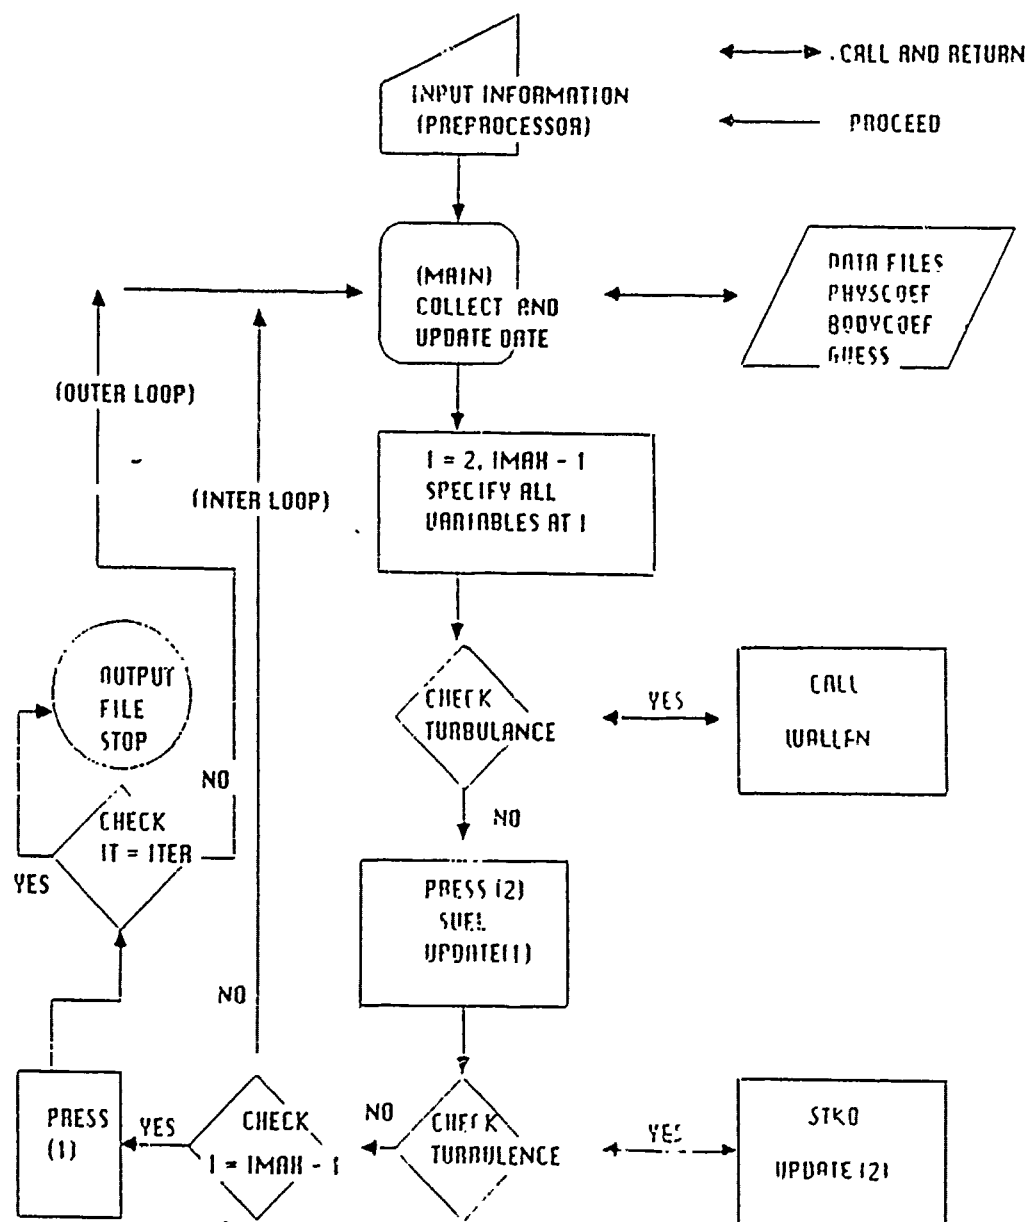 INPUT INFORMATION
(PREPROCESSOR)
. CALL AND RETURN
PROCEED
(MAIN)
COLLECT AND
UPDATE DATE
DATA FILES
PHYSCOEF
BODYCOEF
GUESS
(OUTER LOOP)
(INTER LOOP)
I = 2, IMAX - 1
SPECIFY ALL
VARIABLES AT I
OUTPUT
FILE
STOP
CHECK
TURBULANCE
YES
CALL
WALLFN
NO
CHECK
IT = ITER
YES
NO
PRESS (2)
SVEL
UPDATE(1)
NO
PRESS
(1)
YES
CHECK
I = IMAX - 1
NO
CHECK
TURBULENCE
YES
UPDATE (2)